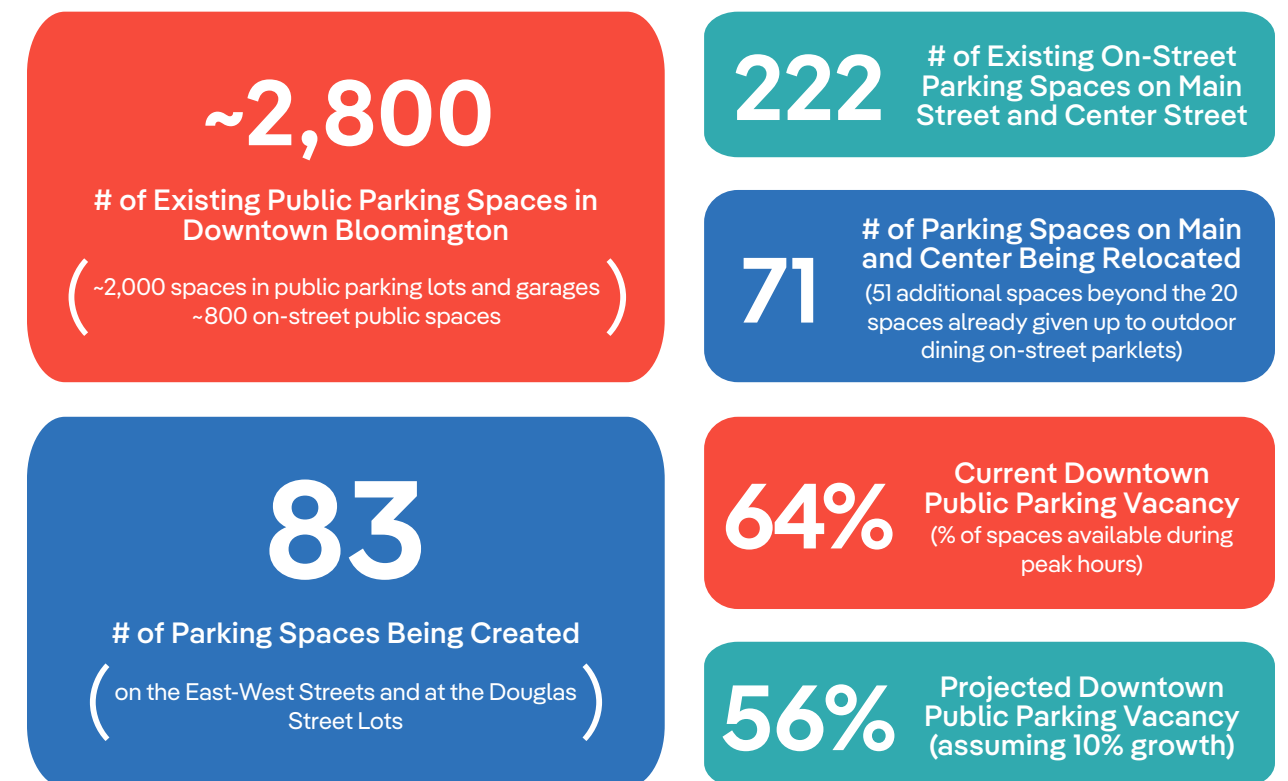 ~2,800
# of Existing Public Parking Spaces in
Downtown Bloomington
(~2,000 spaces in public parking lots and garages
~800 on-street public spaces)
222
# of Existing On-Street
Parking Spaces on Main
Street and Center Street
71
# of Parking Spaces on Main
and Center Being Relocated
(51 additional spaces beyond the 20
spaces already given up to outdoor
dining on-street parklets)
83
# of Parking Spaces Being Created
(on the East-West Streets and at the Douglas
Street Lots)
64%
Current Downtown
Public Parking Vacancy
(% of spaces available during
peak hours)
56%
Projected Downtown
Public Parking Vacancy
(assuming 10% growth)